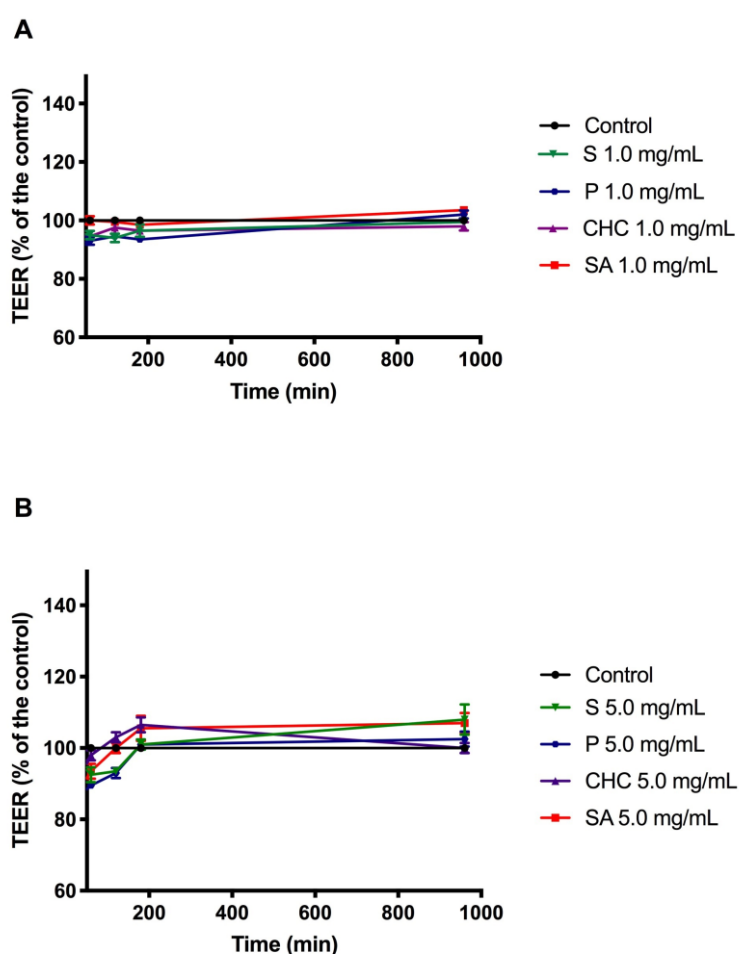 A
TEER (% of the control)
140
120
100
80
60
200
400
600
800
1000
Time (min)
Control
S 1.0 mg/mL
P 1.0 mg/mL
CHC 1.0 mg/mL
SA 1.0 mg/mL
B
TEER (% of the control)
140
120
100
80
60
200
400
600
800
1000
Time (min)
Control
S 5.0 mg/mL
P 5.0 mg/mL
CHC 5.0 mg/mL
SA 5.0 mg/mL